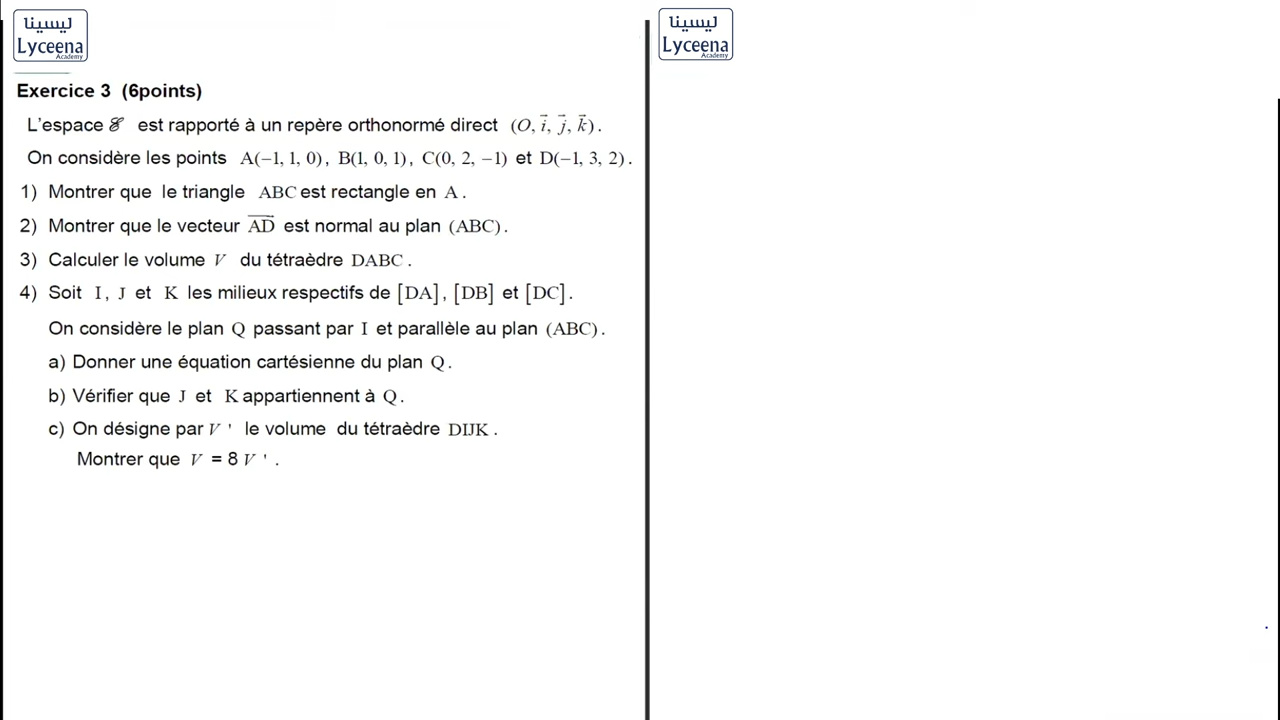 ليسينا
Lyceena
Academy
Exercice 3 (6points)
L'espace ℰ est rapporté à un repère orthonormé direct (O, i⃗, j⃗, k⃗).
On considère les points A(−1, 1, 0), B(1, 0, 1), C(0, 2, −1) et D(−1, 3, 2).
1) Montrer que le triangle ABC est rectangle en A.
2) Montrer que le vecteur AD est normal au plan (ABC).
3) Calculer le volume V du tétraèdre DABC.
4) Soit I, J et K les milieux respectifs de [DA], [DB] et [DC].
On considère le plan Q passant par I et parallèle au plan (ABC).
a) Donner une équation cartésienne du plan Q.
b) Vérifier que J et K appartiennent à Q.
c) On désigne par V ' le volume du tétraèdre DIJK.
Montrer que V = 8 V ' .
ليسينا
Lyceena
Academy